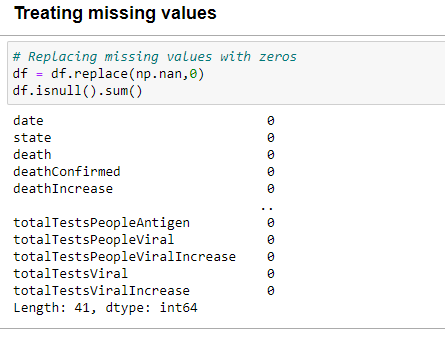 Treating missing values
# Replacing missing values with zeros
df = df.replace(np.nan,0)
df.isnull().sum()
date 0
state 0
death 0
deathConfirmed 0
deathIncrease 0
..
totalTestsPeopleAntigen 0
totalTestsPeopleViral 0
totalTestsPeopleViralIncrease 0
totalTestsViral 0
totalTestsViralIncrease 0
Length: 41, dtype: int64